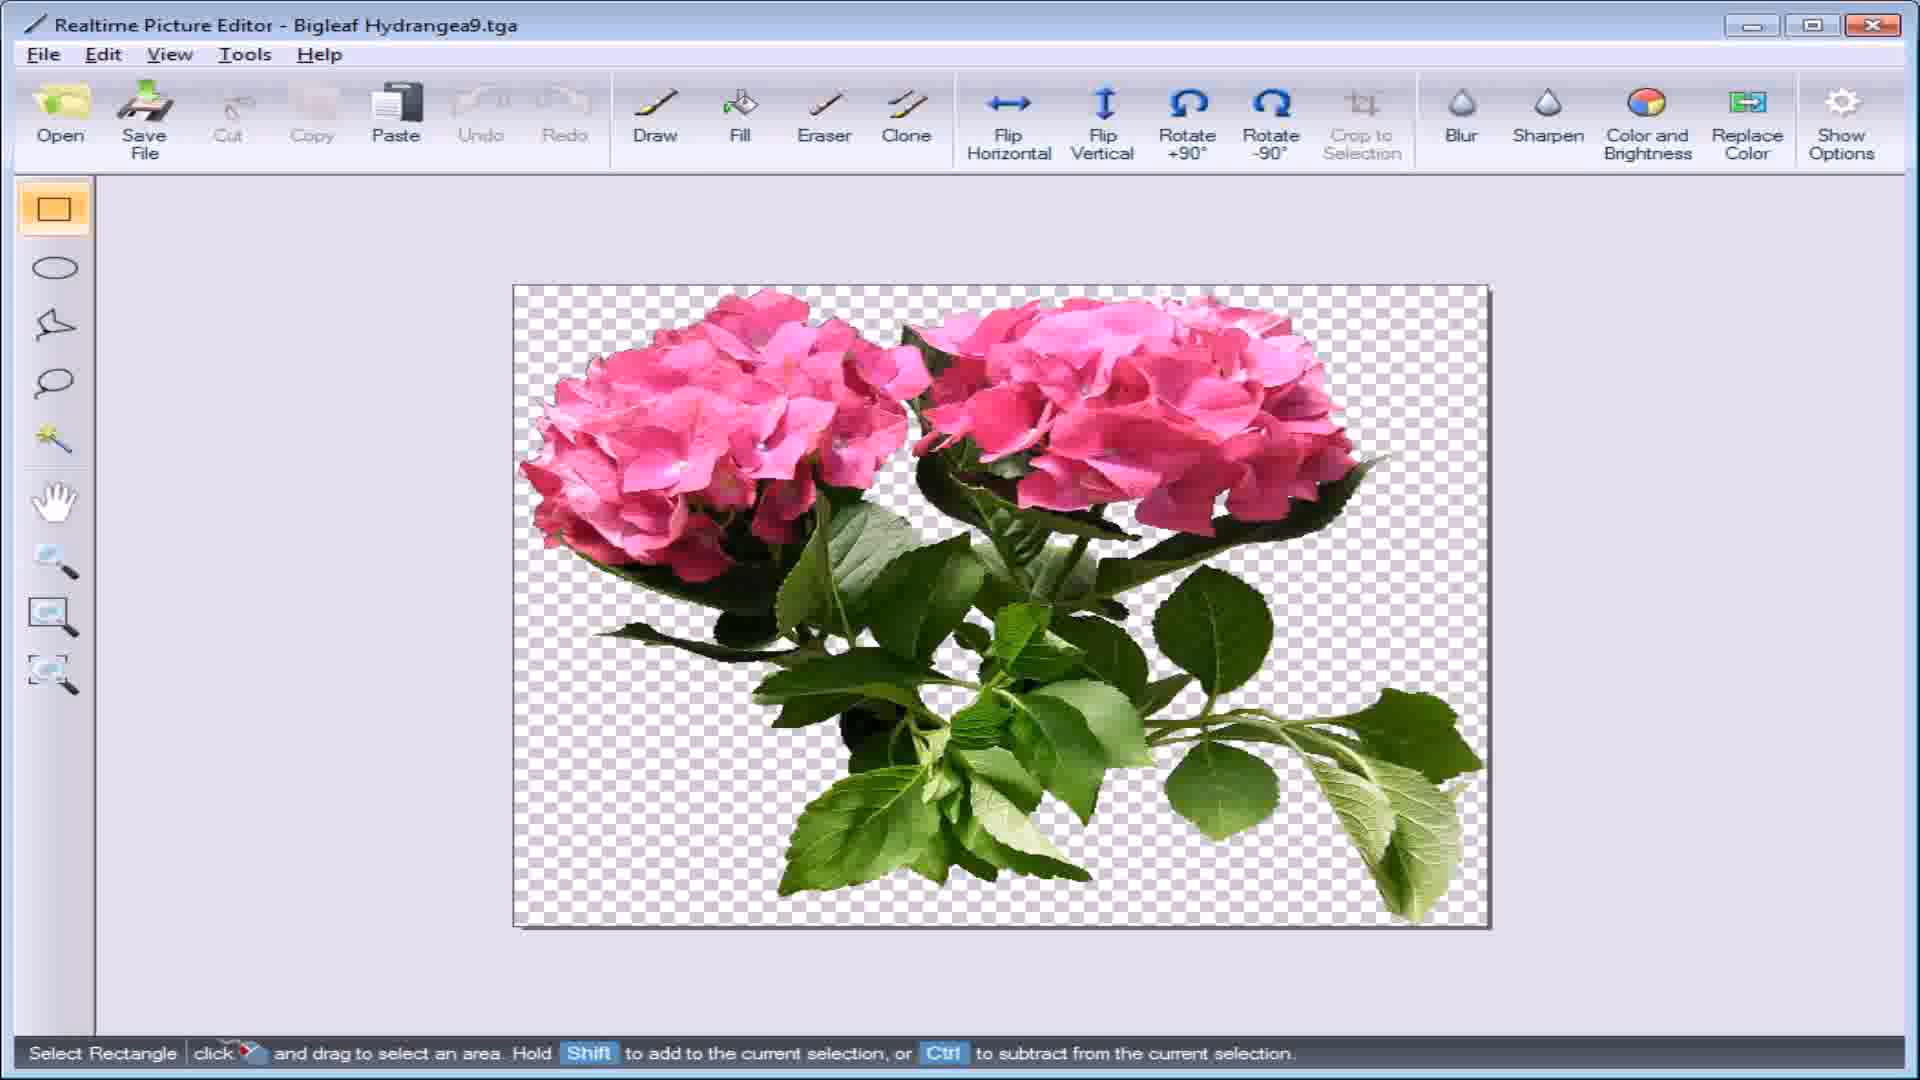 Realtime Picture Editor - Bigleaf Hydrangea9.tga
File Edit View Tools Help
Open Save File Cut Copy Paste Undo Redo Draw Fill Eraser Clone Flip Horizontal Flip Vertical Rotate +90° Rotate -90° Crop to Selection Blur Sharpen Color and Brightness Replace Color Show Options
Select Rectangle click and drag to select an area. Hold Shift to add to the current selection, or Ctrl to subtract from the current selection.